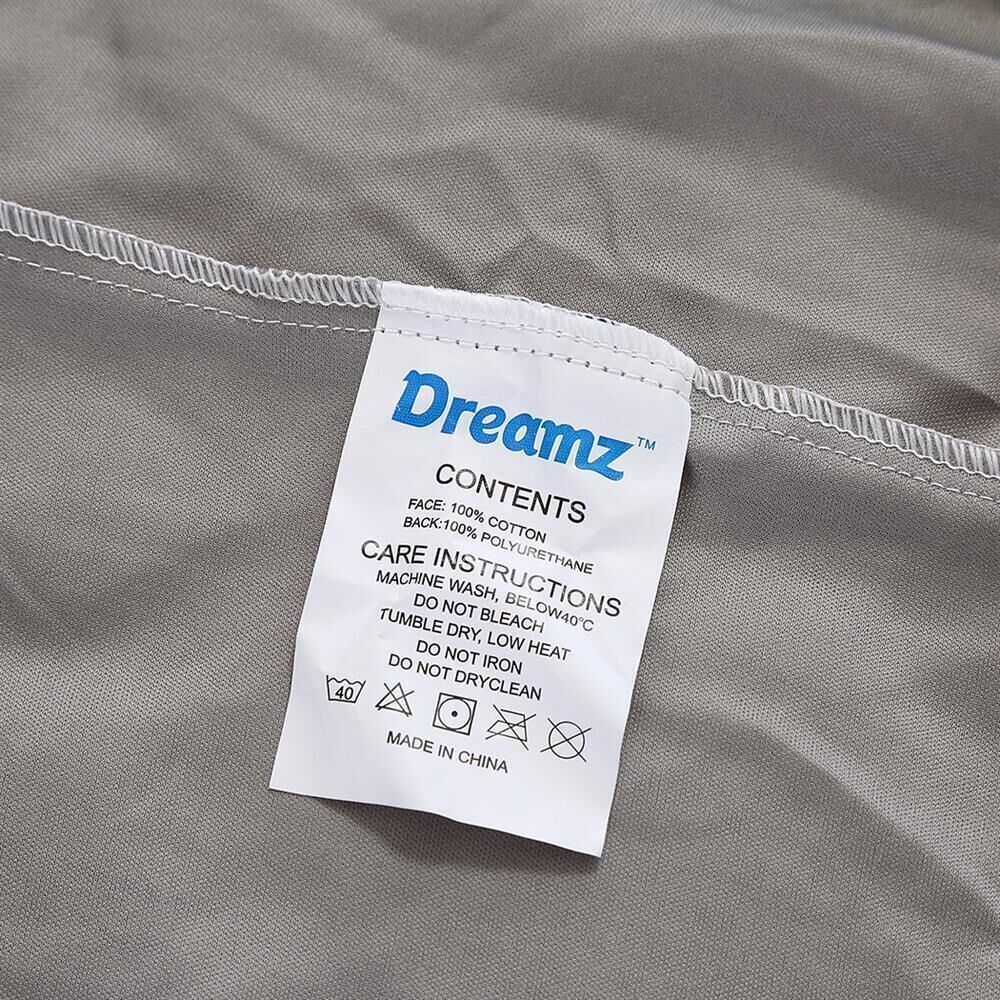 Dreamz™
CONTENTS
FACE: 100% COTTON
BACK:100% POLYURETHANE
CARE INSTRUCTIONS
MACHINE WASH, BELOW40°C
DO NOT BLEACH
TUMBLE DRY, LOW HEAT
DO NOT IRON
DO NOT DRYCLEAN
40
MADE IN CHINA